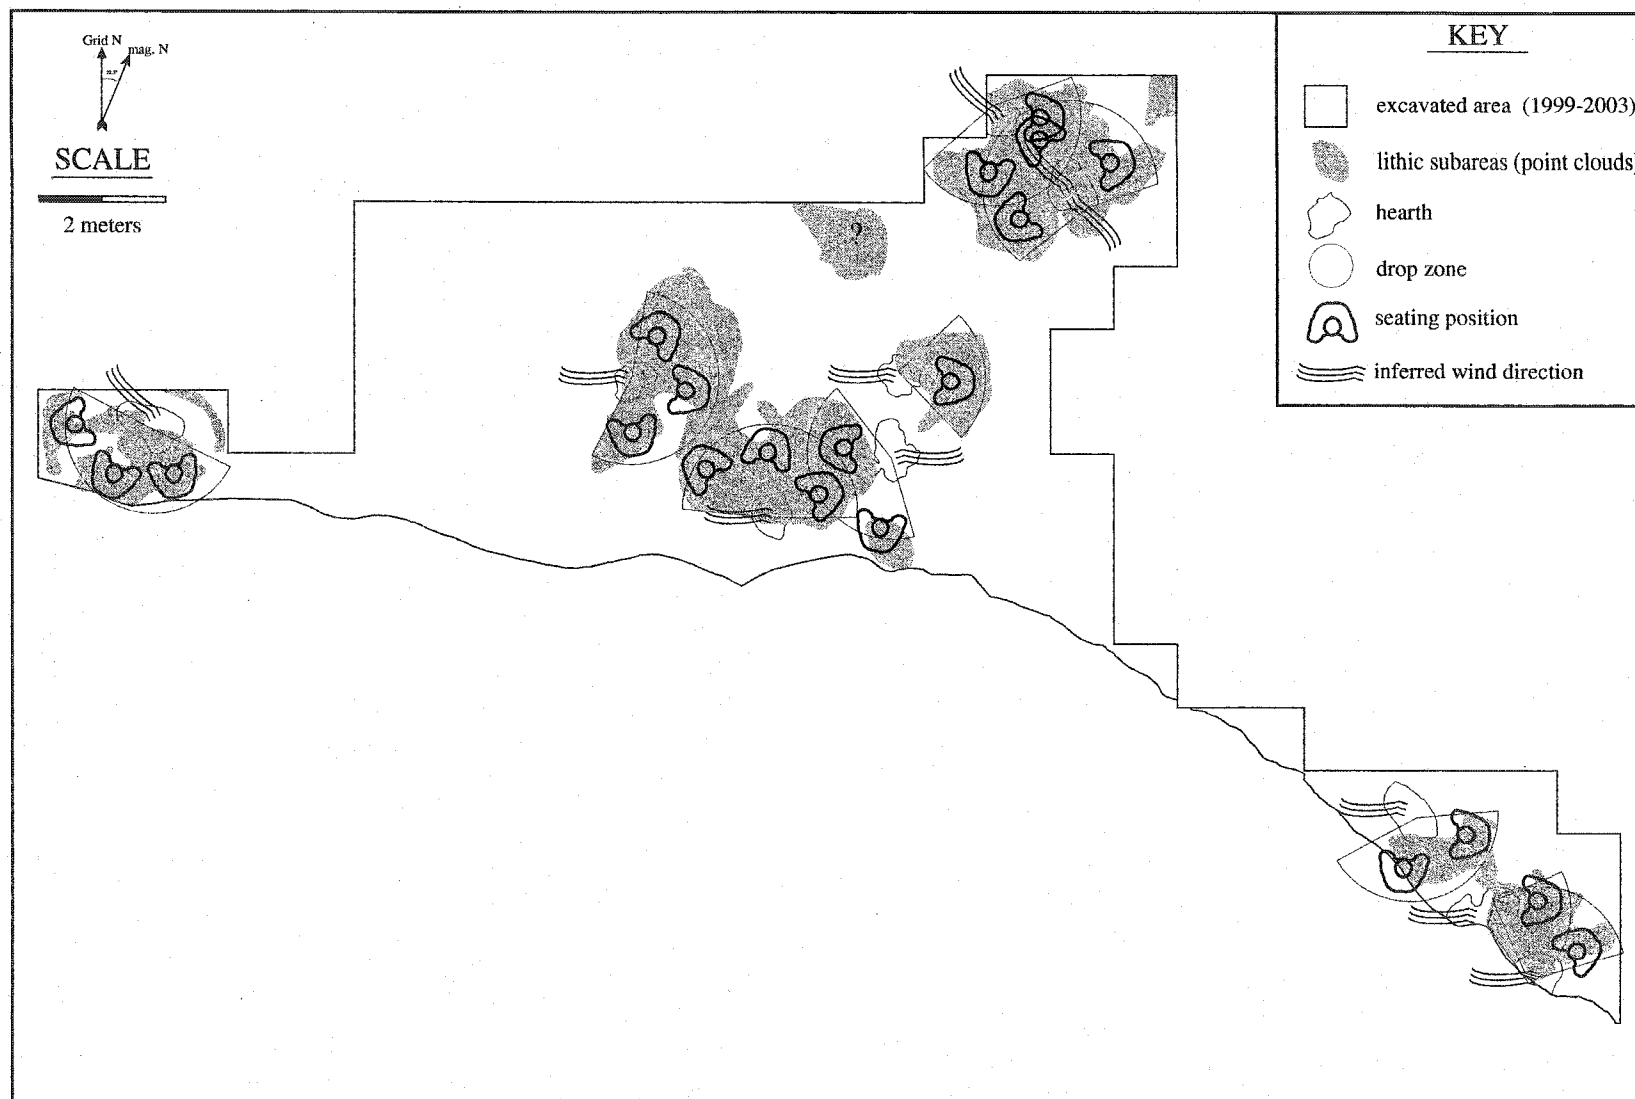 Grid N
mag. N
SCALE
2 meters
?
KEY
excavated area (1999-2003)
lithic subareas (point clouds)
hearth
drop zone
seating position
inferred wind direction